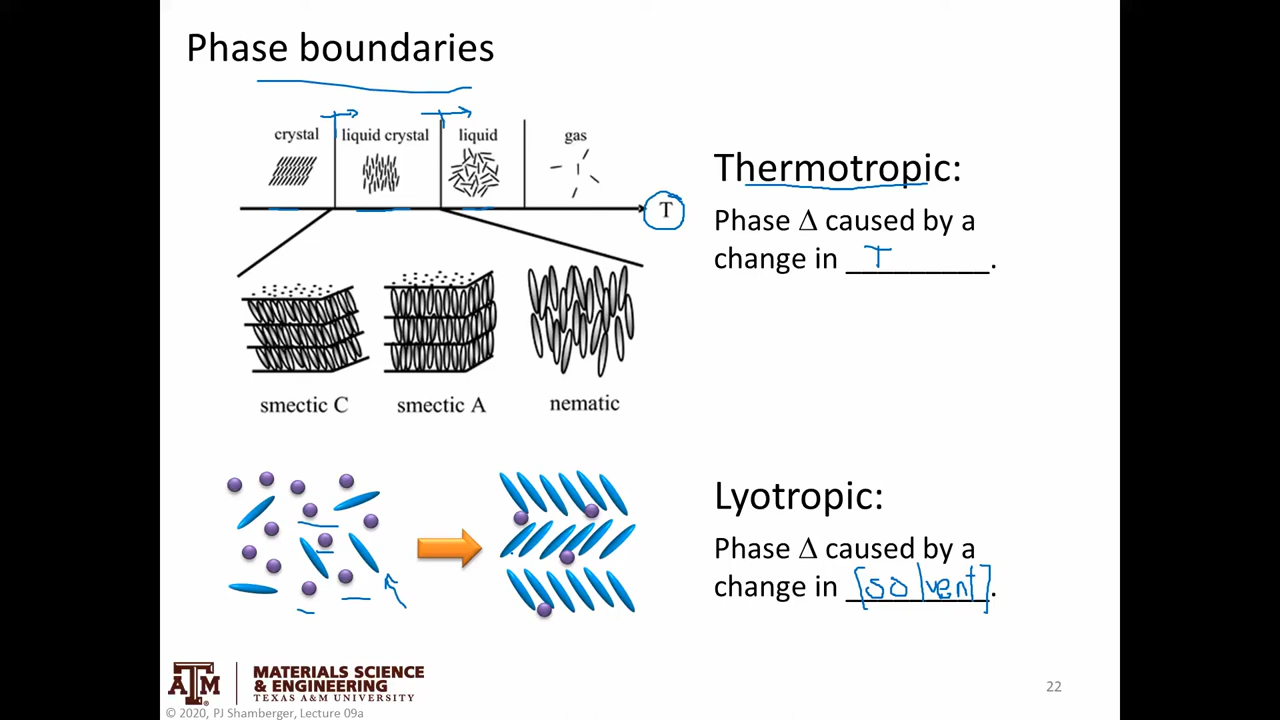 Phase boundaries
crystal
liquid crystal
liquid
gas
T
smectic C
smectic A
nematic
Thermotropic:
Phase Δ caused by a
change in T.
Lyotropic:
Phase Δ caused by a
change in [solvent].
ATM
MATERIALS SCIENCE
& ENGINEERING
TEXAS A&M UNIVERSITY
© 2020, PJ Shamberger, Lecture 09a
22